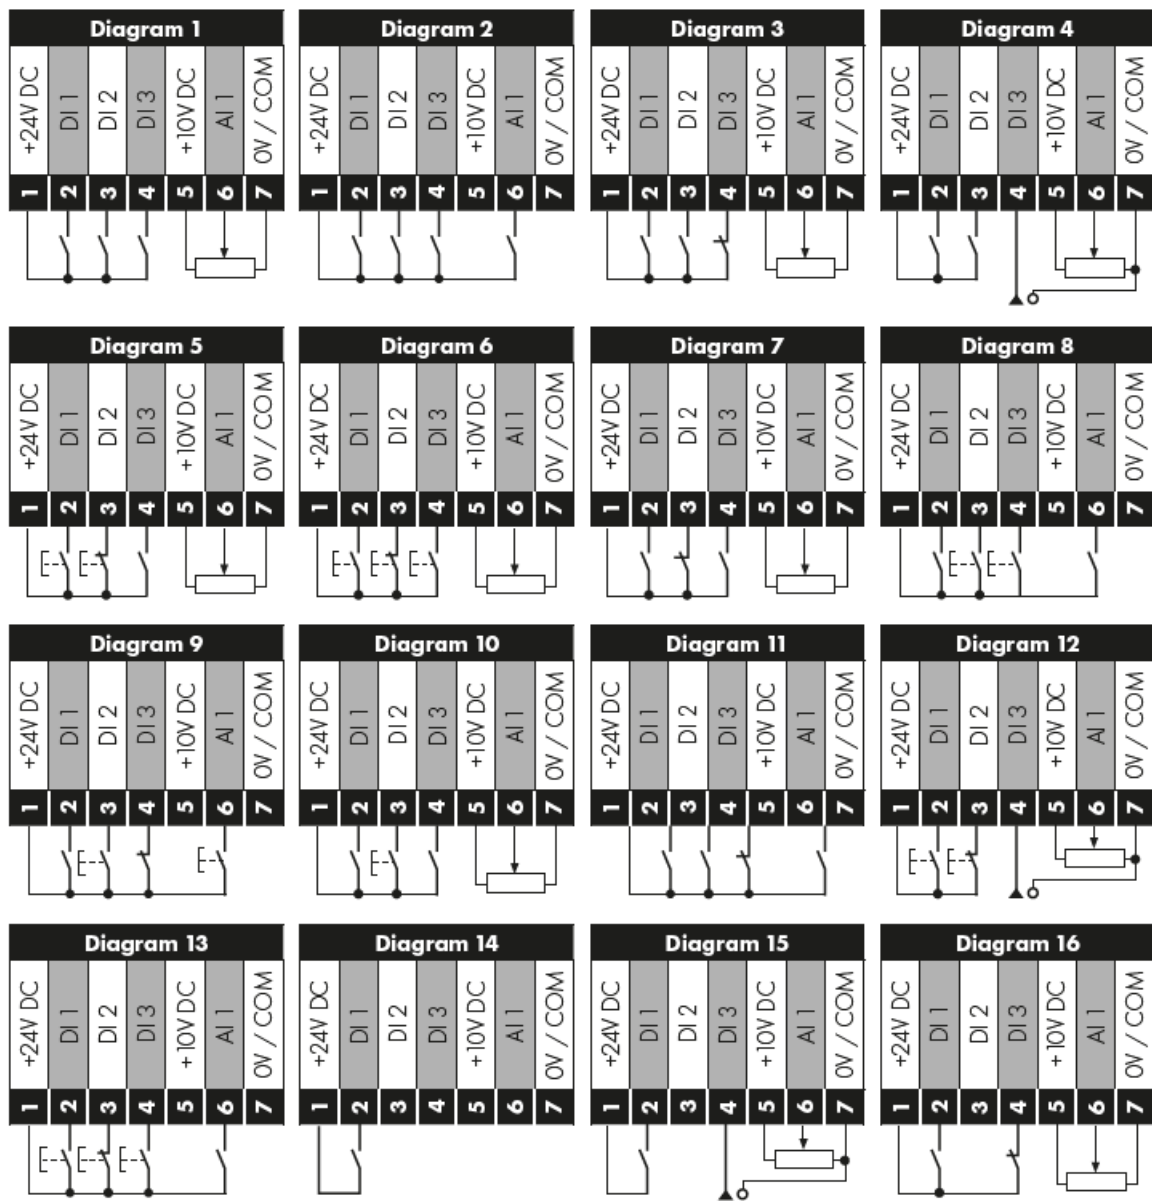 Diagram 1 Diagram 2 Diagram 3 Diagram 4
+24V DC DI 1 DI 2 DI 3 +10V DC AI 1 0V / COM +24V DC DI 1 DI 2 DI 3 +10V DC AI 1 0V / COM +24V DC DI 1 DI 2 DI 3 +10V DC AI 1 0V / COM +24V DC DI 1 DI 2 DI 3 +10V DC AI 1 0V / COM
1 2 3 4 5 6 7 1 2 3 4 5 6 7 1 2 3 4 5 6 7 1 2 3 4 5 6 7
Diagram 5 Diagram 6 Diagram 7 Diagram 8
+24V DC DI 1 DI 2 DI 3 +10V DC AI 1 0V / COM +24V DC DI 1 DI 2 DI 3 +10V DC AI 1 0V / COM +24V DC DI 1 DI 2 DI 3 +10V DC AI 1 0V / COM +24V DC DI 1 DI 2 DI 3 +10V DC AI 1 0V / COM
1 2 3 4 5 6 7 1 2 3 4 5 6 7 1 2 3 4 5 6 7 1 2 3 4 5 6 7
Diagram 9 Diagram 10 Diagram 11 Diagram 12
+24V DC DI 1 DI 2 DI 3 +10V DC AI 1 0V / COM +24V DC DI 1 DI 2 DI 3 +10V DC AI 1 0V / COM +24V DC DI 1 DI 2 DI 3 +10V DC AI 1 0V / COM +24V DC DI 1 DI 2 DI 3 +10V DC AI 1 0V / COM
1 2 3 4 5 6 7 1 2 3 4 5 6 7 1 2 3 4 5 6 7 1 2 3 4 5 6 7
Diagram 13 Diagram 14 Diagram 15 Diagram 16
+24V DC DI 1 DI 2 DI 3 +10V DC AI 1 0V / COM +24V DC DI 1 DI 2 DI 3 +10V DC AI 1 0V / COM +24V DC DI 1 DI 2 DI 3 +10V DC AI 1 0V / COM +24V DC DI 1 DI 2 DI 3 +10V DC AI 1 0V / COM
1 2 3 4 5 6 7 1 2 3 4 5 6 7 1 2 3 4 5 6 7 1 2 3 4 5 6 7